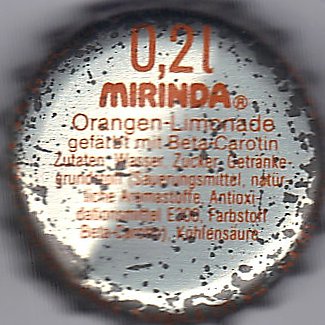 0,2l
MIRINDA®
Orangen-Limonade
gefärbt mit Beta-Carotin
Zutaten: Wasser, Zucker, Getränke-
grundstoff (Säuerungsmittel, natür-
liche Aromastoffe, Antioxi-
dationsmittel E300, Farbstoff
Beta-Carotin), Kohlensäure